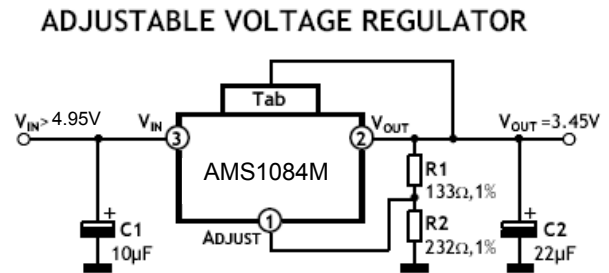 ADJUSTABLE VOLTAGE REGULATOR
Tab
VIN> 4.95V
VIN
3
AMS1084M
2
VOUT
VOUT =3.45V
R1
133Ω,1%
1
ADJUST
R2
232Ω,1%
+
C1
10µF
+
C2
22µF